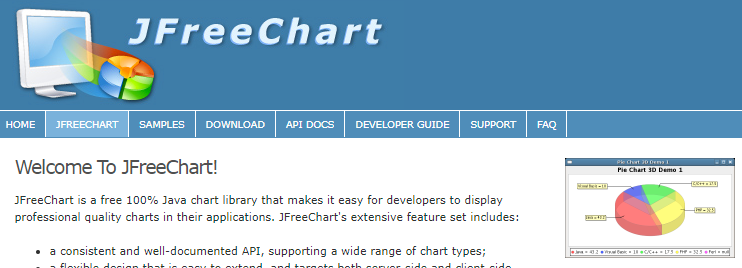 JFreeChart
HOME JFREECHART SAMPLES DOWNLOAD API DOCS DEVELOPER GUIDE SUPPORT FAQ
Welcome To JFreeChart!
JFreeChart is a free 100% Java chart library that makes it easy for developers to display
professional quality charts in their applications. JFreeChart's extensive feature set includes:
a consistent and well-documented API, supporting a wide range of chart types;
a flexible design that is easy to extend, and targets both server-side and client-side
Pie Chart 3D Demo 1
Pie Chart 3D Demo 1
Visual Basic = 10
C/C++ = 17.5
PHP = 32.5
Java = 43.2
Java = 43.2 Visual Basic = 10 C/C++ = 17.5 PHP = 32.5 Perl = null